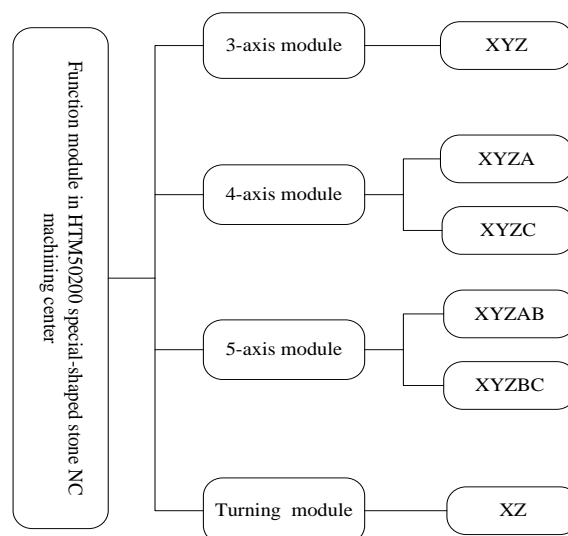 Function module in HTM50200 special-shaped stone NC
machining center
3-axis module
XYZ
4-axis module
XYZA
XYZC
5-axis module
XYZAB
XYZBC
Turning module
XZ